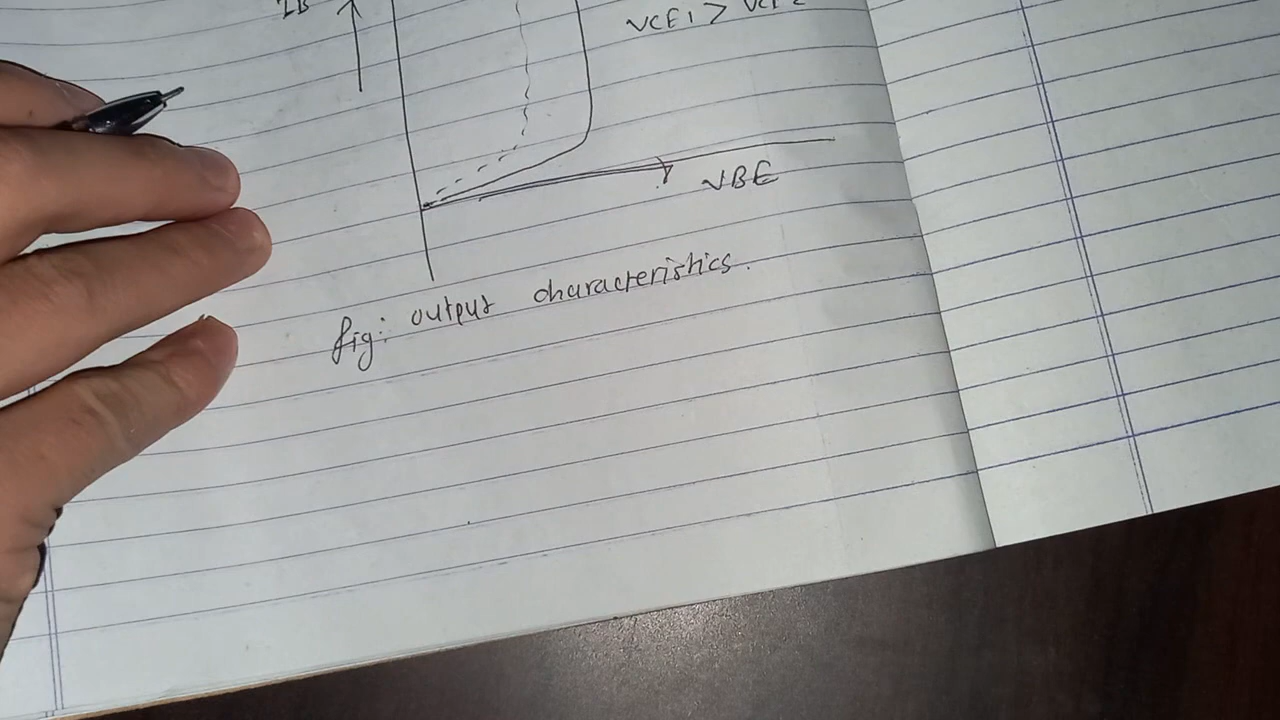 IB
VCE1 > VCE2
VBE
fig: output characteristics.